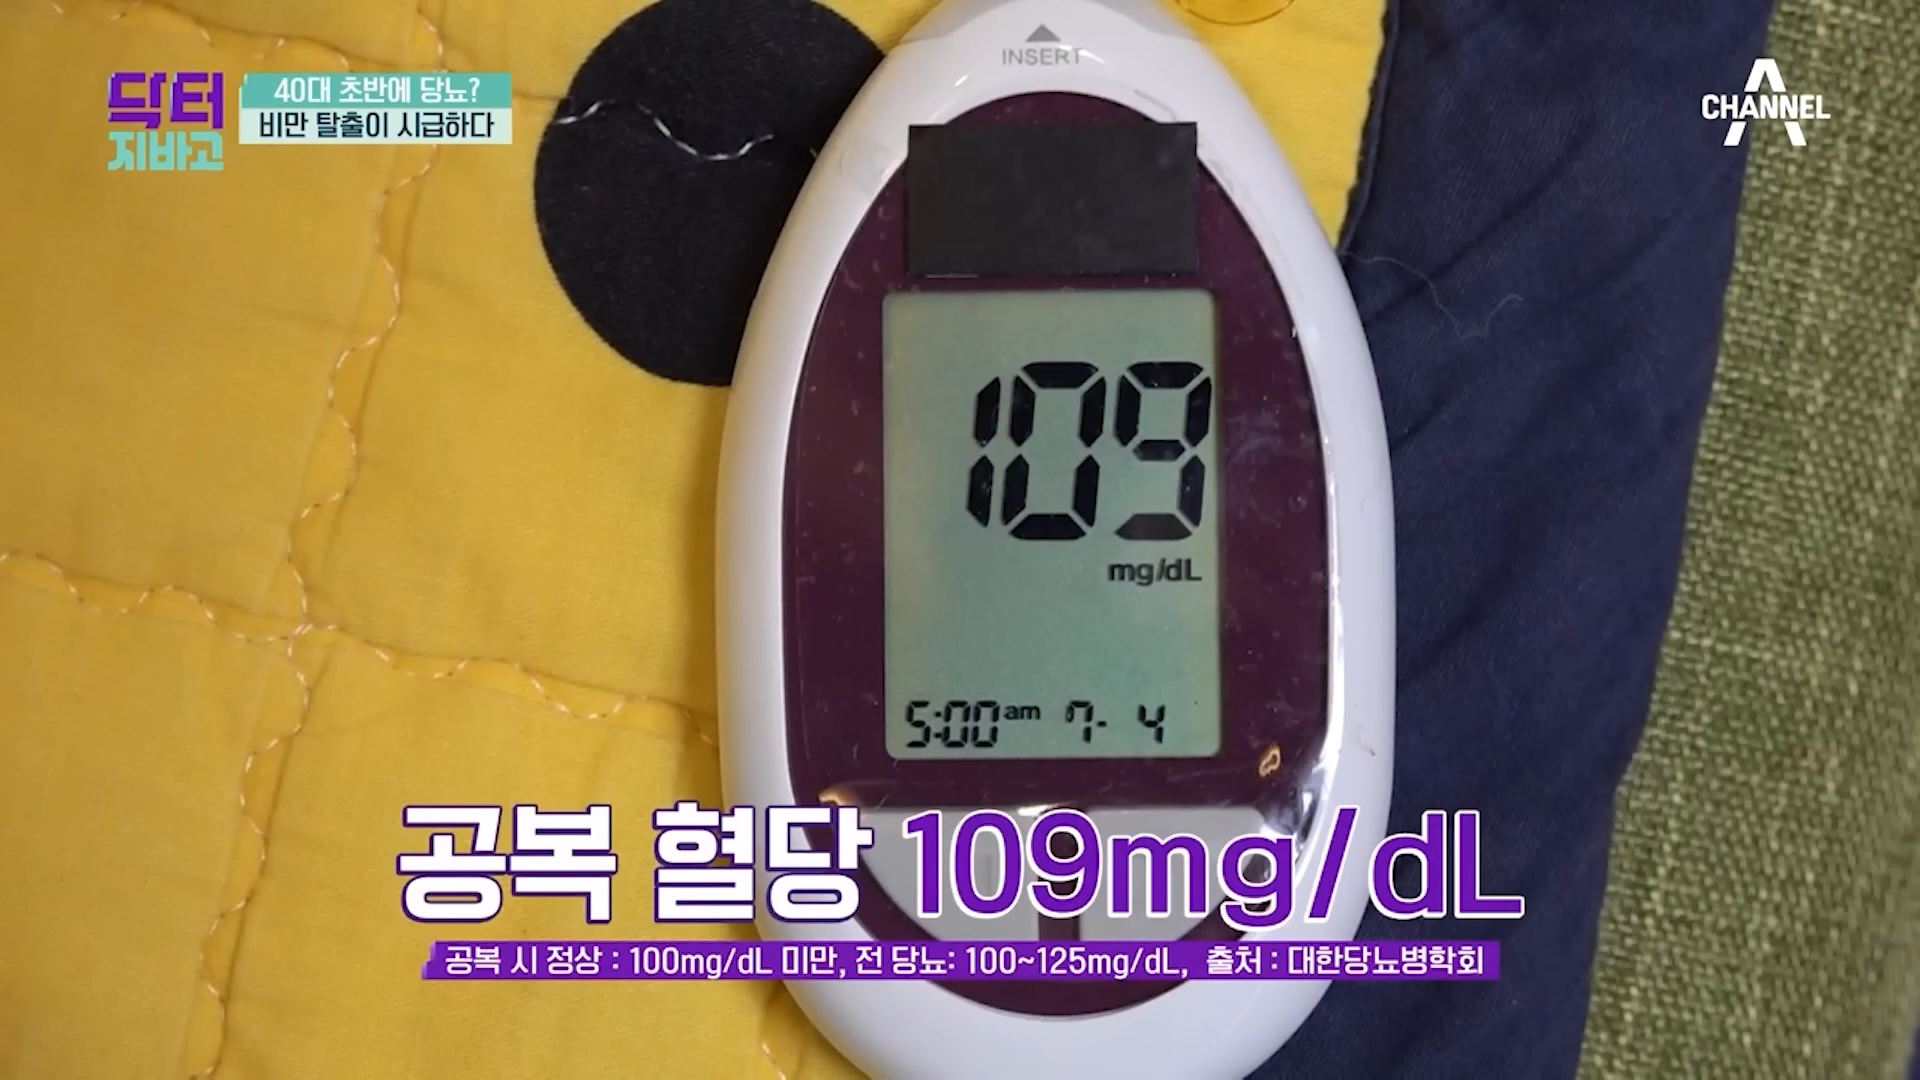 INSERT
닥터
지바고
40대 초반에 당뇨?
비만 탈출이 시급하다
CHANNEL A
109
mg/dL
5:00 am 7- 4
공복 혈당 109mg/dL
공복 시 정상 : 100mg/dL 미만, 전 당뇨: 100~125mg/dL, 출처 : 대한당뇨병학회